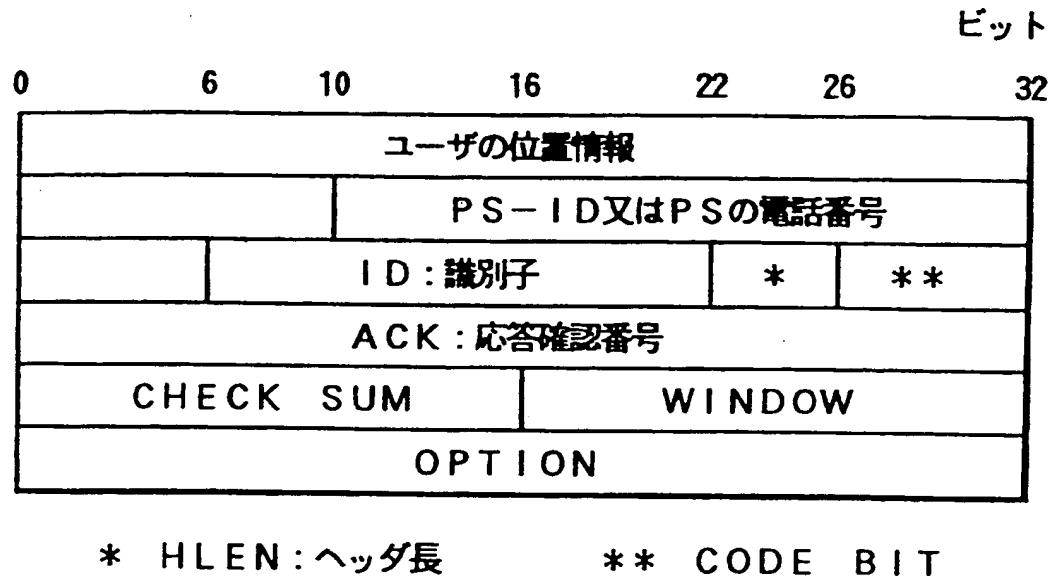 ビット
0 6 10 16 22 26 32
ユーザの位置情報
PS-ID又はPSの電話番号
ID:識別子 * **
ACK:応答確認番号
CHECK SUM WINDOW
OPTION
* HLEN:ヘッダ長 ** CODE BIT